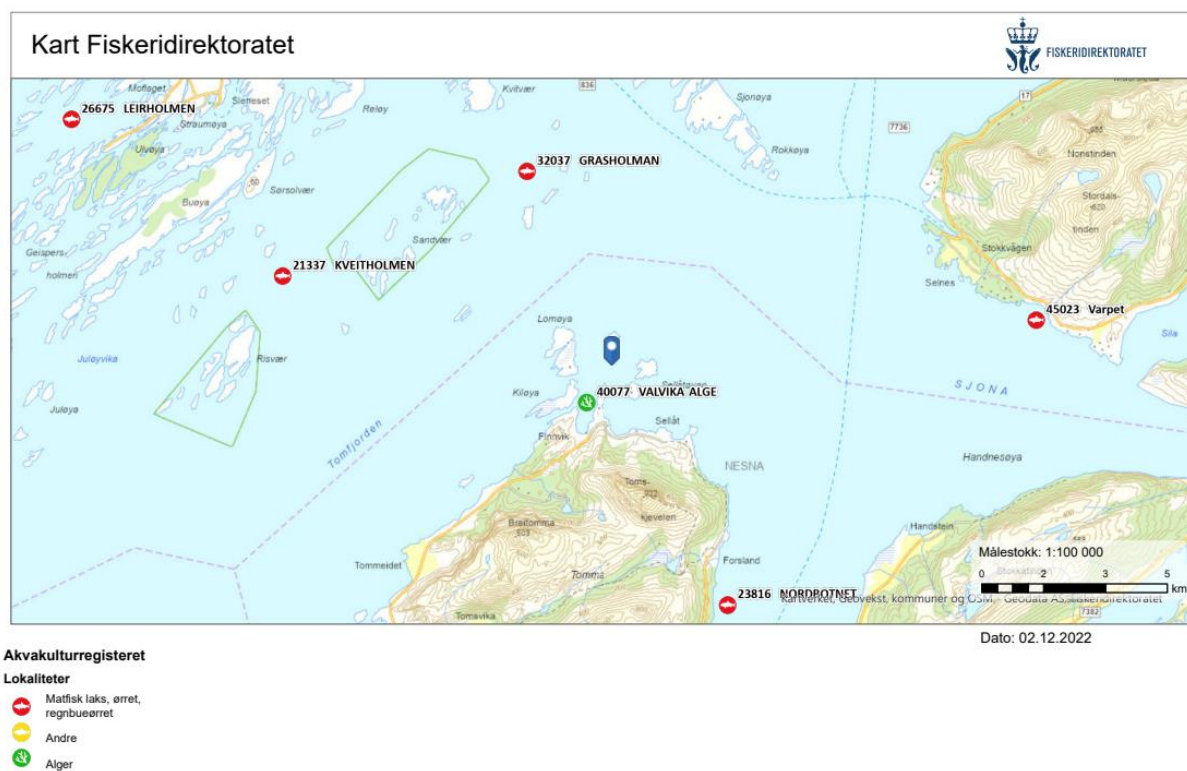 Kart Fiskeridirektoratet
FISKERIDIREKTORATET
Moflaget
26675 LEIRHOLMEN
Sleneset
Straumøya
Ulvøya
Reløy
Kvitvær
836
Sjonøya
Rokkøya
7736
17
Nonstinden
Stordals-
tinden
Stokkvågen
Selnes
32037 GRASHOLMAN
Sørsolvær
Buøya
Sandvær
Geispers-
holmen
21337 KVEITHOLMEN
45023 Varpet
Sila
Lomøya
Juløyvika
Risvær
Juløya
Kiløya
40077 VALVIKA ALGE
SJONA
Tomfjorden
Finnvik
Sellåt
NESNA
Handnesøya
Toms-
kjevelen
Breitomma
603
Handstein
Forsland
Tommeidet
Tomma
Tomsvika
23816 NORDBOTNET
Målestokk: 1:100 000
0 2 3 5
km
Kartverket, Geovekst, kommuner og OSM - Geodata AS, Fiskeridirektoratet
7382
Dato: 02.12.2022
Akvakulturregisteret
Lokaliteter
Matfisk laks, ørret,
regnbueørret
Andre
Alger